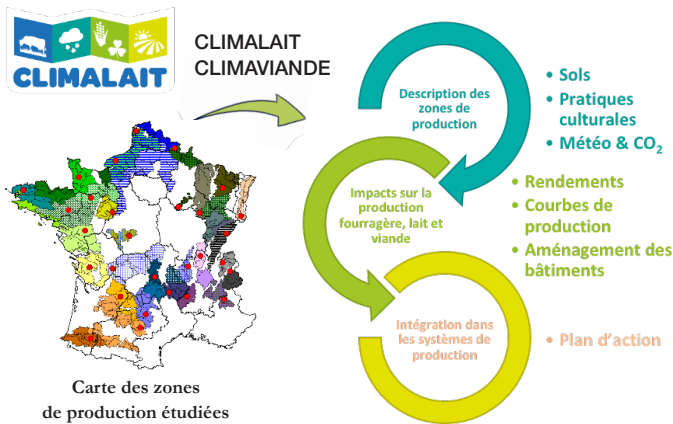 CLIMALAIT
CLIMALAIT
CLIMAVIANDE
Description des
zones de
production
• Sols
• Pratiques
culturales
• Météo & CO₂
Impacts sur la
production
fourragère, lait et
viande
• Rendements
• Courbes de
production
• Aménagement des
bâtiments
Intégration dans
les systèmes de
production
• Plan d’action
Carte des zones
de production étudiées